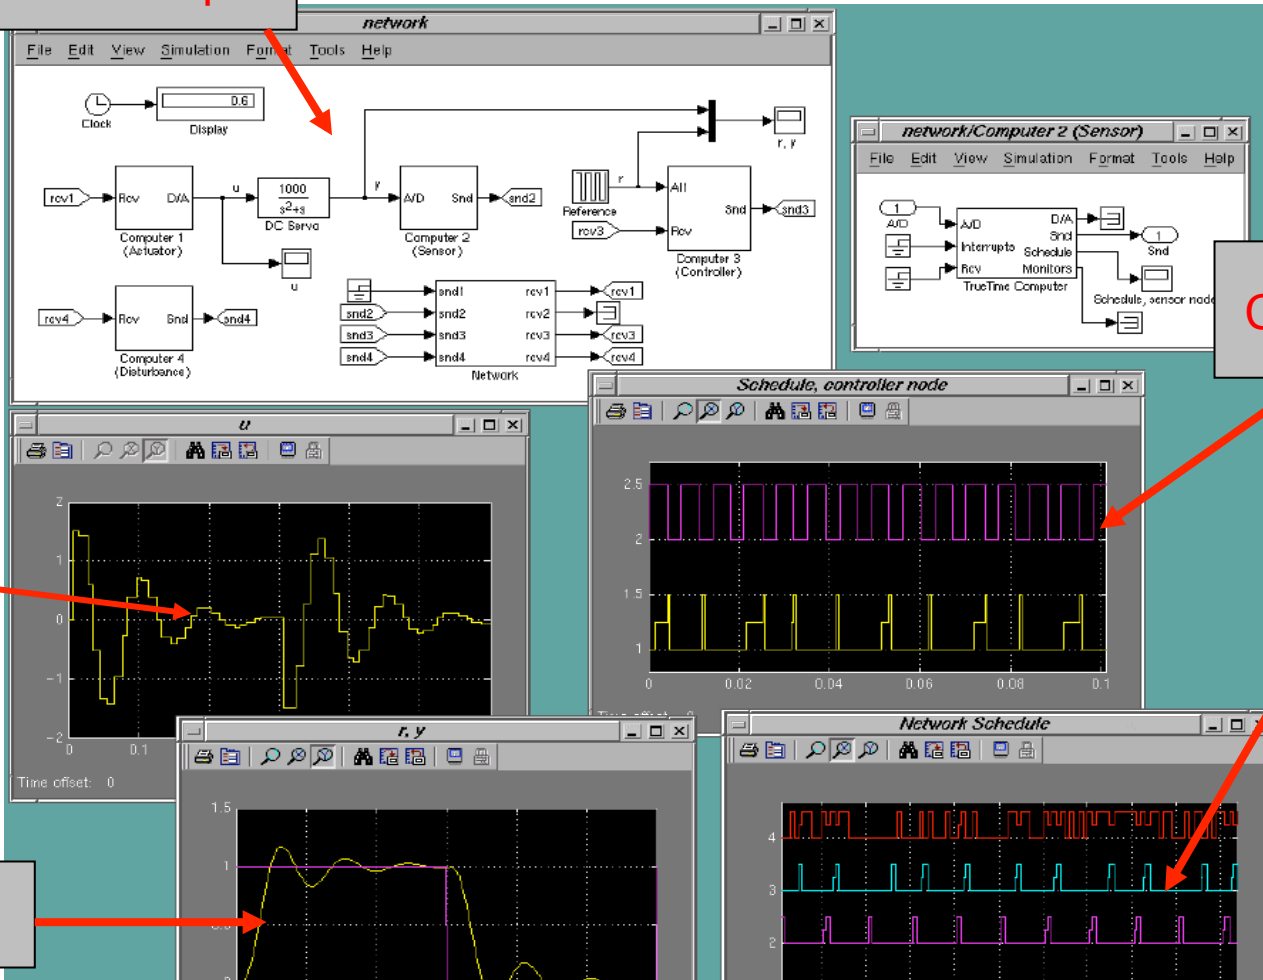 network
File Edit View Simulation Format Tools Help
Clock
0.6
Display
r, y
rcv1
Rcv D/A
Computer 1
(Actuator)
u
1000
s²+s
DC Servo
y
A/D Snd
Computer 2
(Sensor)
snd2
Reference
r
rcv3
All
Snd
Rcv
Computer 3
(Controller)
snd3
u
rcv4
Rcv Snd
Computer 4
(Disturbance)
snd4
snd2
snd3
snd4
snd1 rcv1
snd2 rcv2
snd3 rcv3
snd4 rcv4
Network
rcv1
rcv3
rcv4
network/Computer 2 (Sensor)
File Edit View Simulation Format Tools Help
1
A/D
A/D
Interrupts
Rcv
D/A
Snd
Schedule
Monitors
TrueTime Computer
1
Snd
Schedule, sensor node
u
2
1
0
-1
-2
0 0.1
Time offset: 0
Schedule, controller node
2.5
2
1.5
1
0 0.02 0.04 0.06 0.08 0.1
r, y
1.5
1
0.5
0
Network Schedule
4
3
2